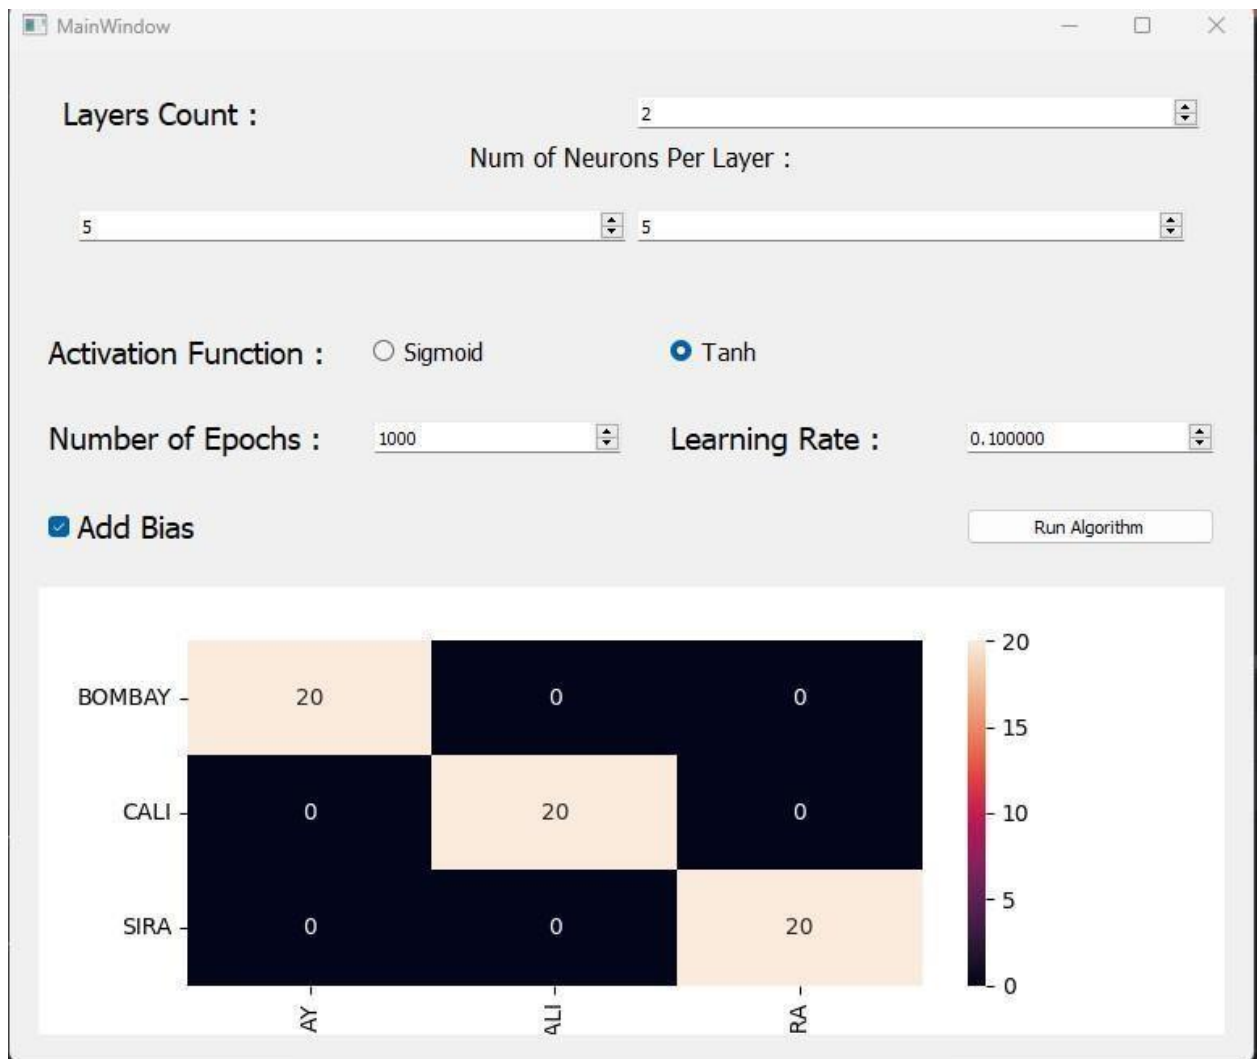 MainWindow
Layers Count :
2
Num of Neurons Per Layer :
5
5
Activation Function :
Sigmoid
Tanh
Number of Epochs :
1000
Learning Rate :
0.100000
Add Bias
Run Algorithm
BOMBAY
20
0
0
CALI
0
20
0
SIRA
0
0
20
AY
ALI
RA
20
15
10
5
0